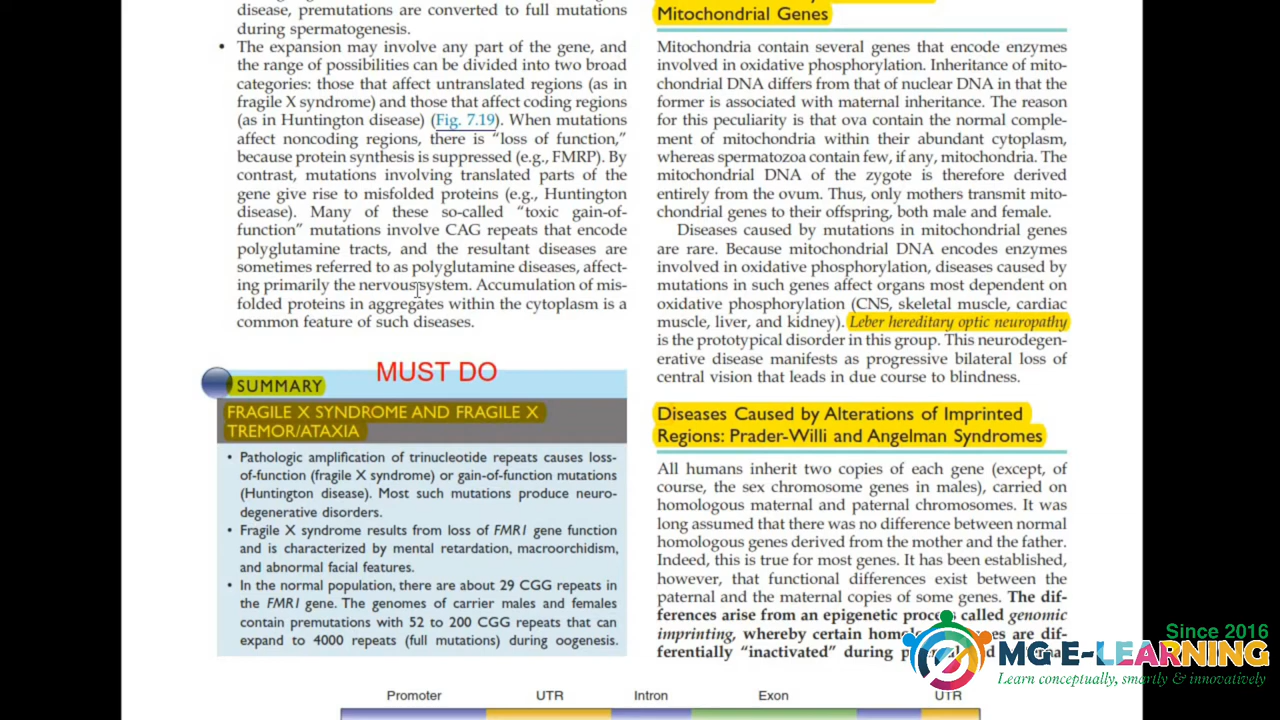 disease, premutations are converted to full mutations
during spermatogenesis.
• The expansion may involve any part of the gene, and
the range of possibilities can be divided into two broad
categories: those that affect untranslated regions (as in
fragile X syndrome) and those that affect coding regions
(as in Huntington disease) (Fig. 7.19). When mutations
affect noncoding regions, there is “loss of function,”
because protein synthesis is suppressed (e.g., FMRP). By
contrast, mutations involving translated parts of the
gene give rise to misfolded proteins (e.g., Huntington
disease). Many of these so-called “toxic gain-of-
function” mutations involve CAG repeats that encode
polyglutamine tracts, and the resultant diseases are
sometimes referred to as polyglutamine diseases, affect-
ing primarily the nervous system. Accumulation of mis-
folded proteins in aggregates within the cytoplasm is a
common feature of such diseases.
MUST DO
SUMMARY
FRAGILE X SYNDROME AND FRAGILE X
TREMOR/ATAXIA
• Pathologic amplification of trinucleotide repeats causes loss-
of-function (fragile X syndrome) or gain-of-function mutations
(Huntington disease). Most such mutations produce neuro-
degenerative disorders.
• Fragile X syndrome results from loss of FMR1 gene function
and is characterized by mental retardation, macroorchidism,
and abnormal facial features.
• In the normal population, there are about 29 CGG repeats in
the FMR1 gene. The genomes of carrier males and females
contain premutations with 52 to 200 CGG repeats that can
expand to 4000 repeats (full mutations) during oogenesis.
Mitochondrial Genes
Mitochondria contain several genes that encode enzymes
involved in oxidative phosphorylation. Inheritance of mito-
chondrial DNA differs from that of nuclear DNA in that the
former is associated with maternal inheritance. The reason
for this peculiarity is that ova contain the normal comple-
ment of mitochondria within their abundant cytoplasm,
whereas spermatozoa contain few, if any, mitochondria. The
mitochondrial DNA of the zygote is therefore derived
entirely from the ovum. Thus, only mothers transmit mito-
chondrial genes to their offspring, both male and female.
Diseases caused by mutations in mitochondrial genes
are rare. Because mitochondrial DNA encodes enzymes
involved in oxidative phosphorylation, diseases caused by
mutations in such genes affect organs most dependent on
oxidative phosphorylation (CNS, skeletal muscle, cardiac
muscle, liver, and kidney). Leber hereditary optic neuropathy
is the prototypical disorder in this group. This neurodegen-
erative disease manifests as progressive bilateral loss of
central vision that leads in due course to blindness.
Diseases Caused by Alterations of Imprinted
Regions: Prader-Willi and Angelman Syndromes
All humans inherit two copies of each gene (except, of
course, the sex chromosome genes in males), carried on
homologous maternal and paternal chromosomes. It was
long assumed that there was no difference between normal
homologous genes derived from the mother and the father.
Indeed, this is true for most genes. It has been established,
however, that functional differences exist between the
paternal and the maternal copies of some genes. The dif-
ferences arise from an epigenetic process called genomic
imprinting, whereby certain are dif-
ferentially “inactivated” during
Since 2016
MG E-LEARNING
Learn conceptually, smartly & innovatively
Promoter UTR Intron Exon UTR